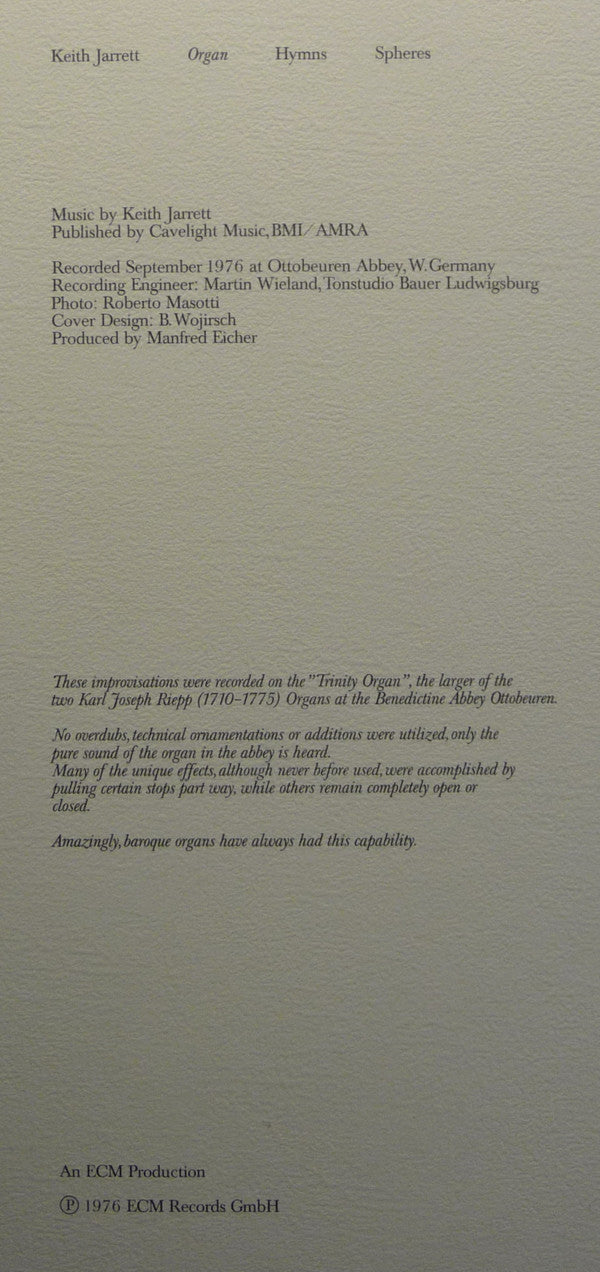 Keith Jarrett Organ Hymns Spheres
Music by Keith Jarrett
Published by Cavelight Music, BMI/AMRA
Recorded September 1976 at Ottobeuren Abbey, W. Germany
Recording Engineer: Martin Wieland, Tonstudio Bauer Ludwigsburg
Photo: Roberto Masotti
Cover Design: B. Wojirsch
Produced by Manfred Eicher
These improvisations were recorded on the "Trinity Organ", the larger of the
two Karl Joseph Riepp (1710-1775) Organs at the Benedictine Abbey Ottobeuren.
No overdubs, technical ornamentations or additions were utilized, only the
pure sound of the organ in the abbey is heard.
Many of the unique effects, although never before used, were accomplished by
pulling certain stops part way, while others remain completely open or
closed.
Amazingly, baroque organs have always had this capability.
An ECM Production
Ⓟ 1976 ECM Records GmbH